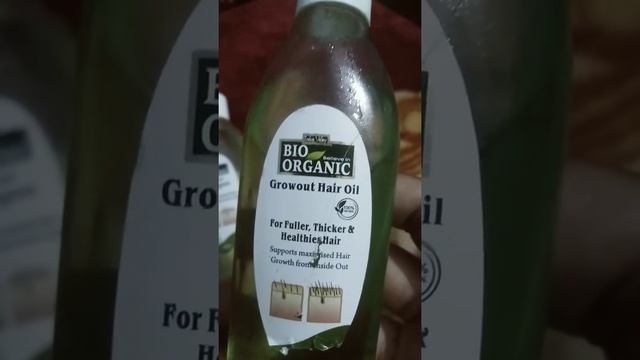 BIO
Believe in
ORGANIC
Growout Hair Oil
100%
For Fuller, Thicker &
Healthier Hair
Supports maximised Hair
Growth from Inside Out